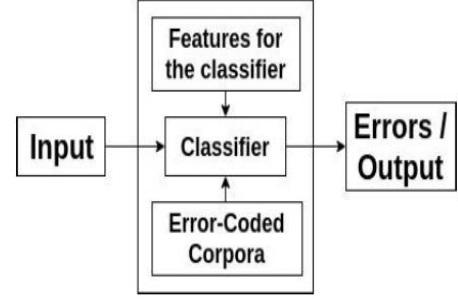 Features for
the classifier
Input
Classifier
Errors /
Output
Error-Coded
Corpora